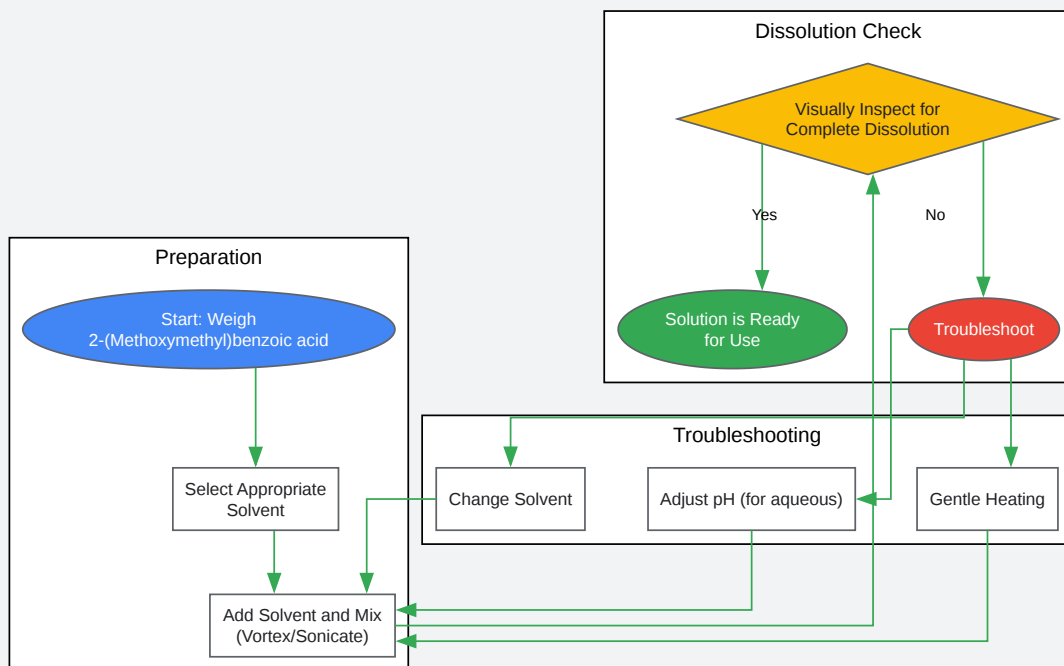 Dissolution Check
Visually Inspect for
Complete Dissolution
Yes
No
Preparation
Start: Weigh
2-(Methoxymethyl)benzoic acid
Solution is Ready
for Use
Troubleshoot
Troubleshooting
Select Appropriate
Solvent
Change Solvent
Adjust pH (for aqueous)
Gentle Heating
Add Solvent and Mix
(Vortex/Sonicate)